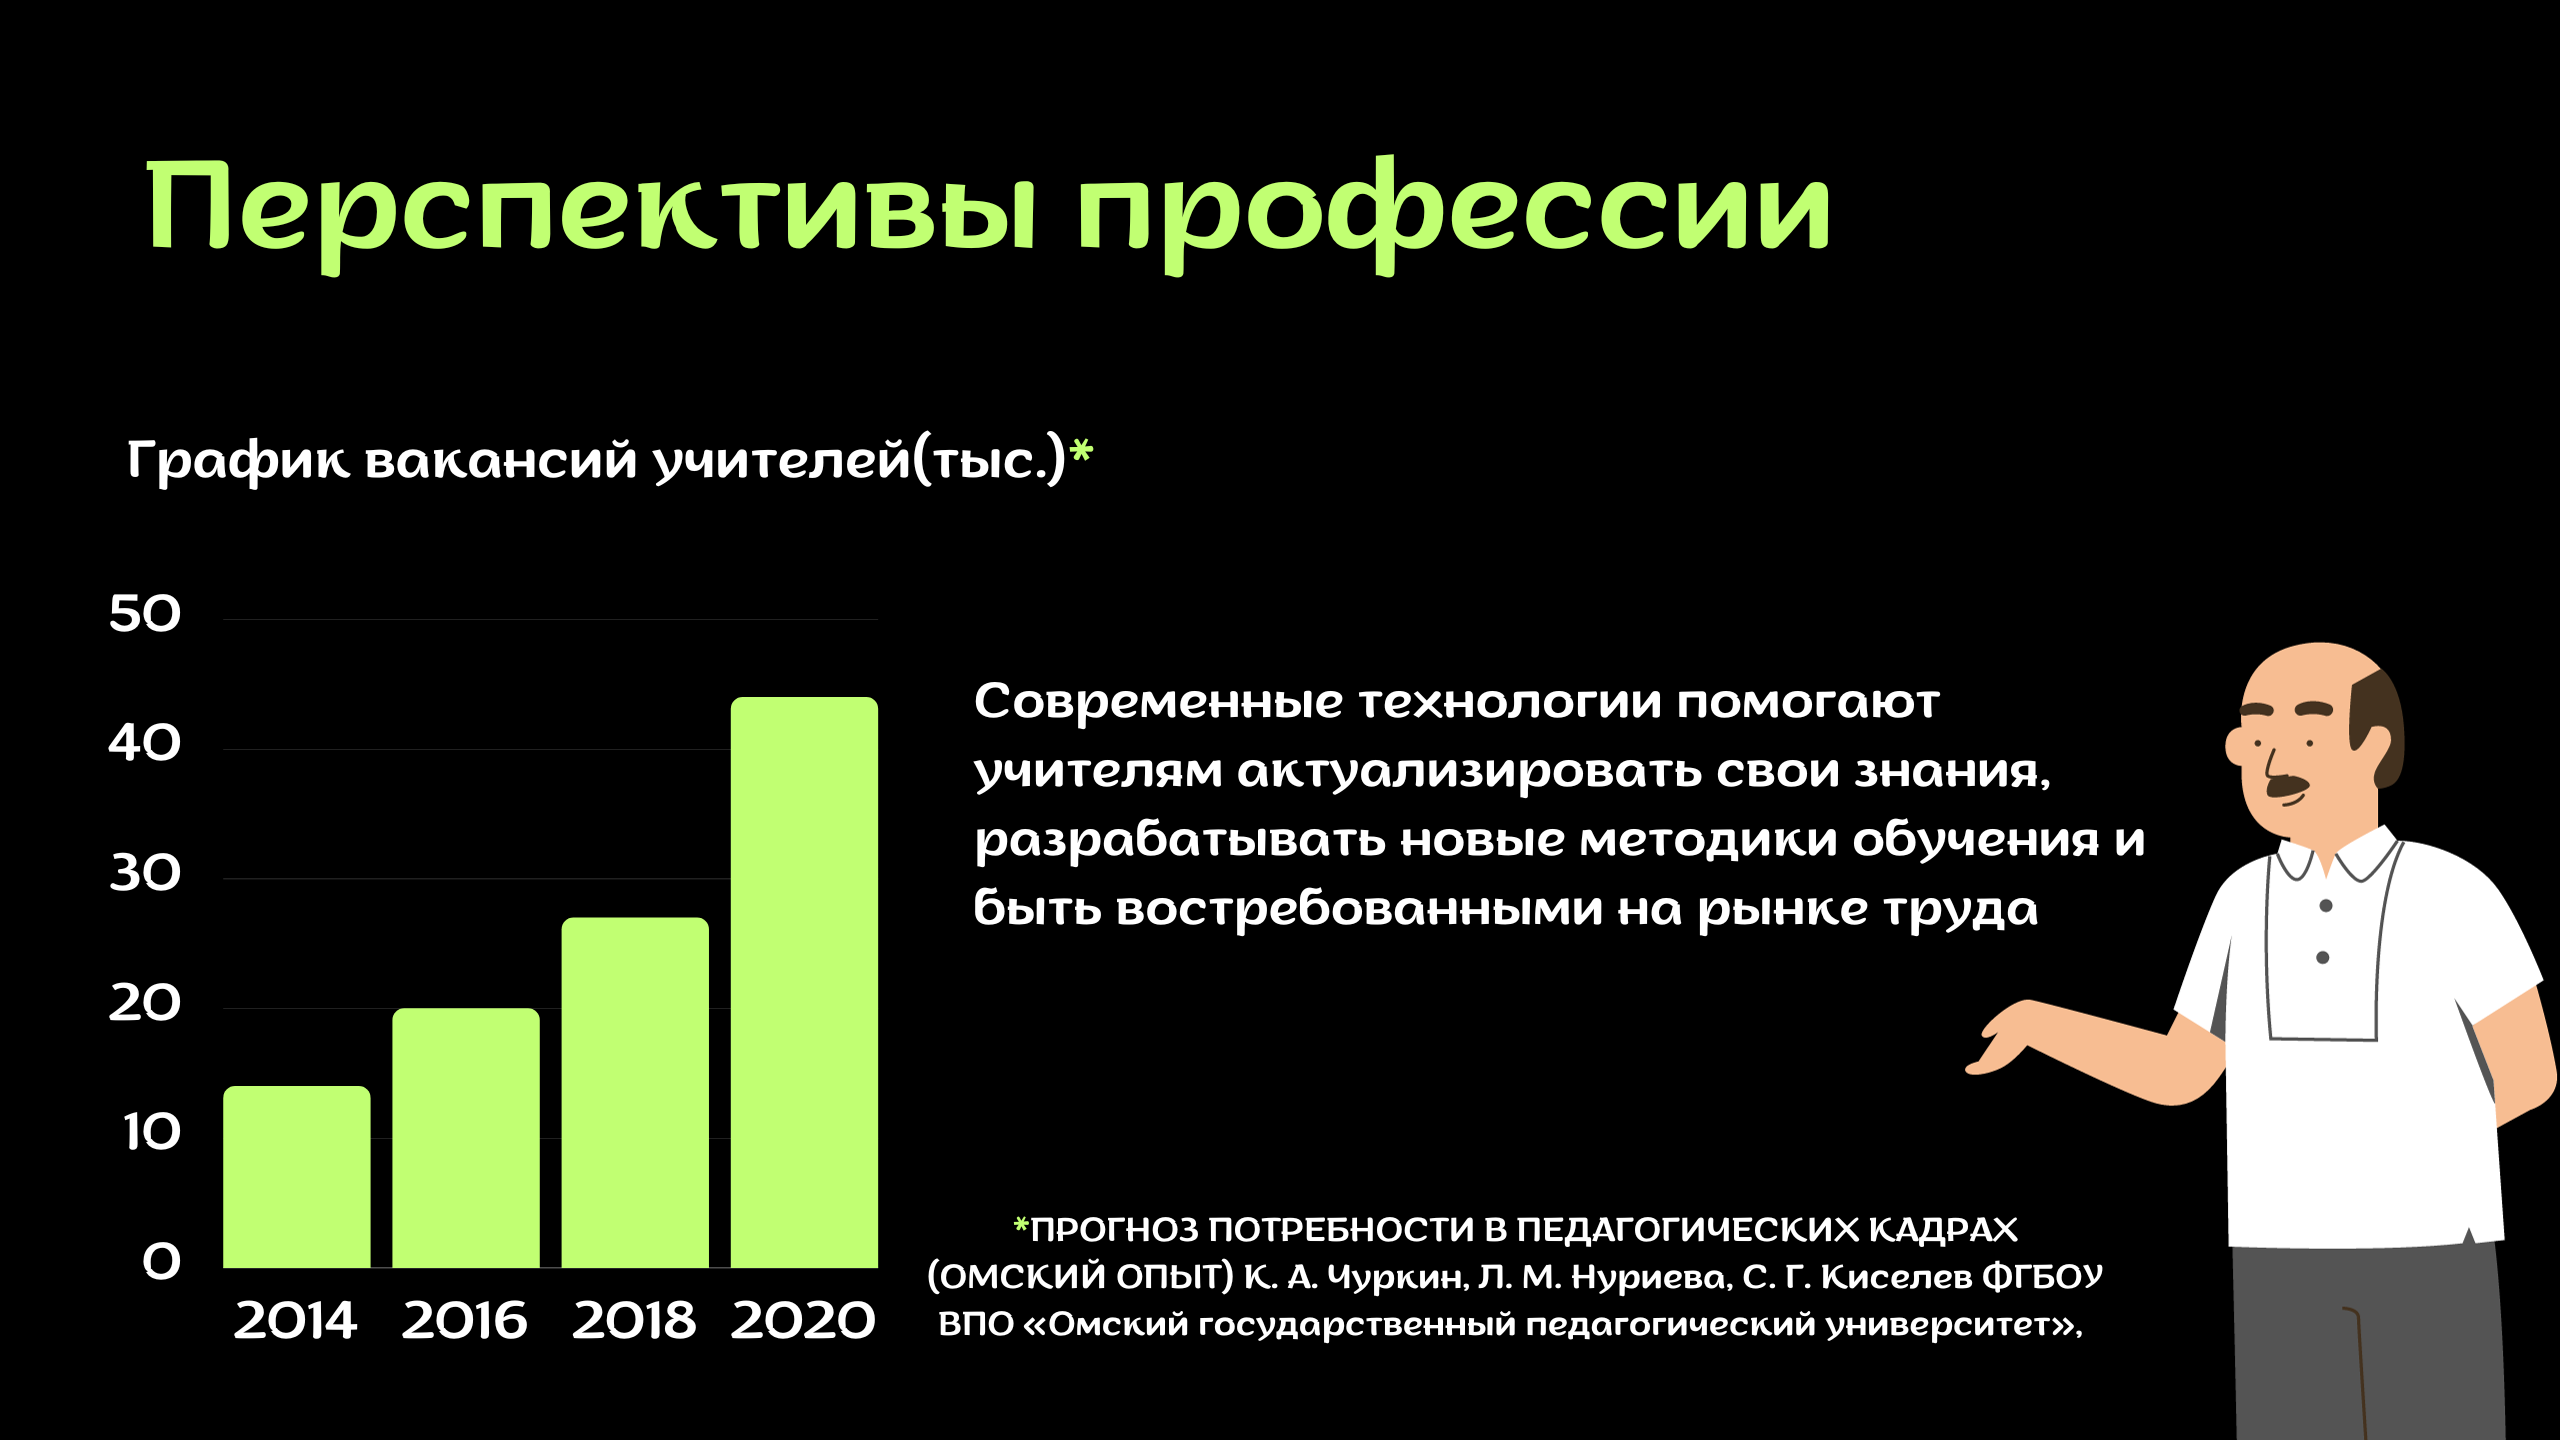 Перспективы профессии
График вакансий учителей(тыс.)*
50
40
30
20
10
0
2014 2016 2018 2020
Современные технологии помогают
учителям актуализировать свои знания,
разрабатывать новые методики обучения и
быть востребованными на рынке труда
*ПРОГНОЗ ПОТРЕБНОСТИ В ПЕДАГОГИЧЕСКИХ КАДРАХ
(ОМСКИЙ ОПЫТ) К. А. Чуркин, Л. М. Нуриева, С. Г. Киселев ФГБОУ
ВПО «Омский государственный педагогический университет»,